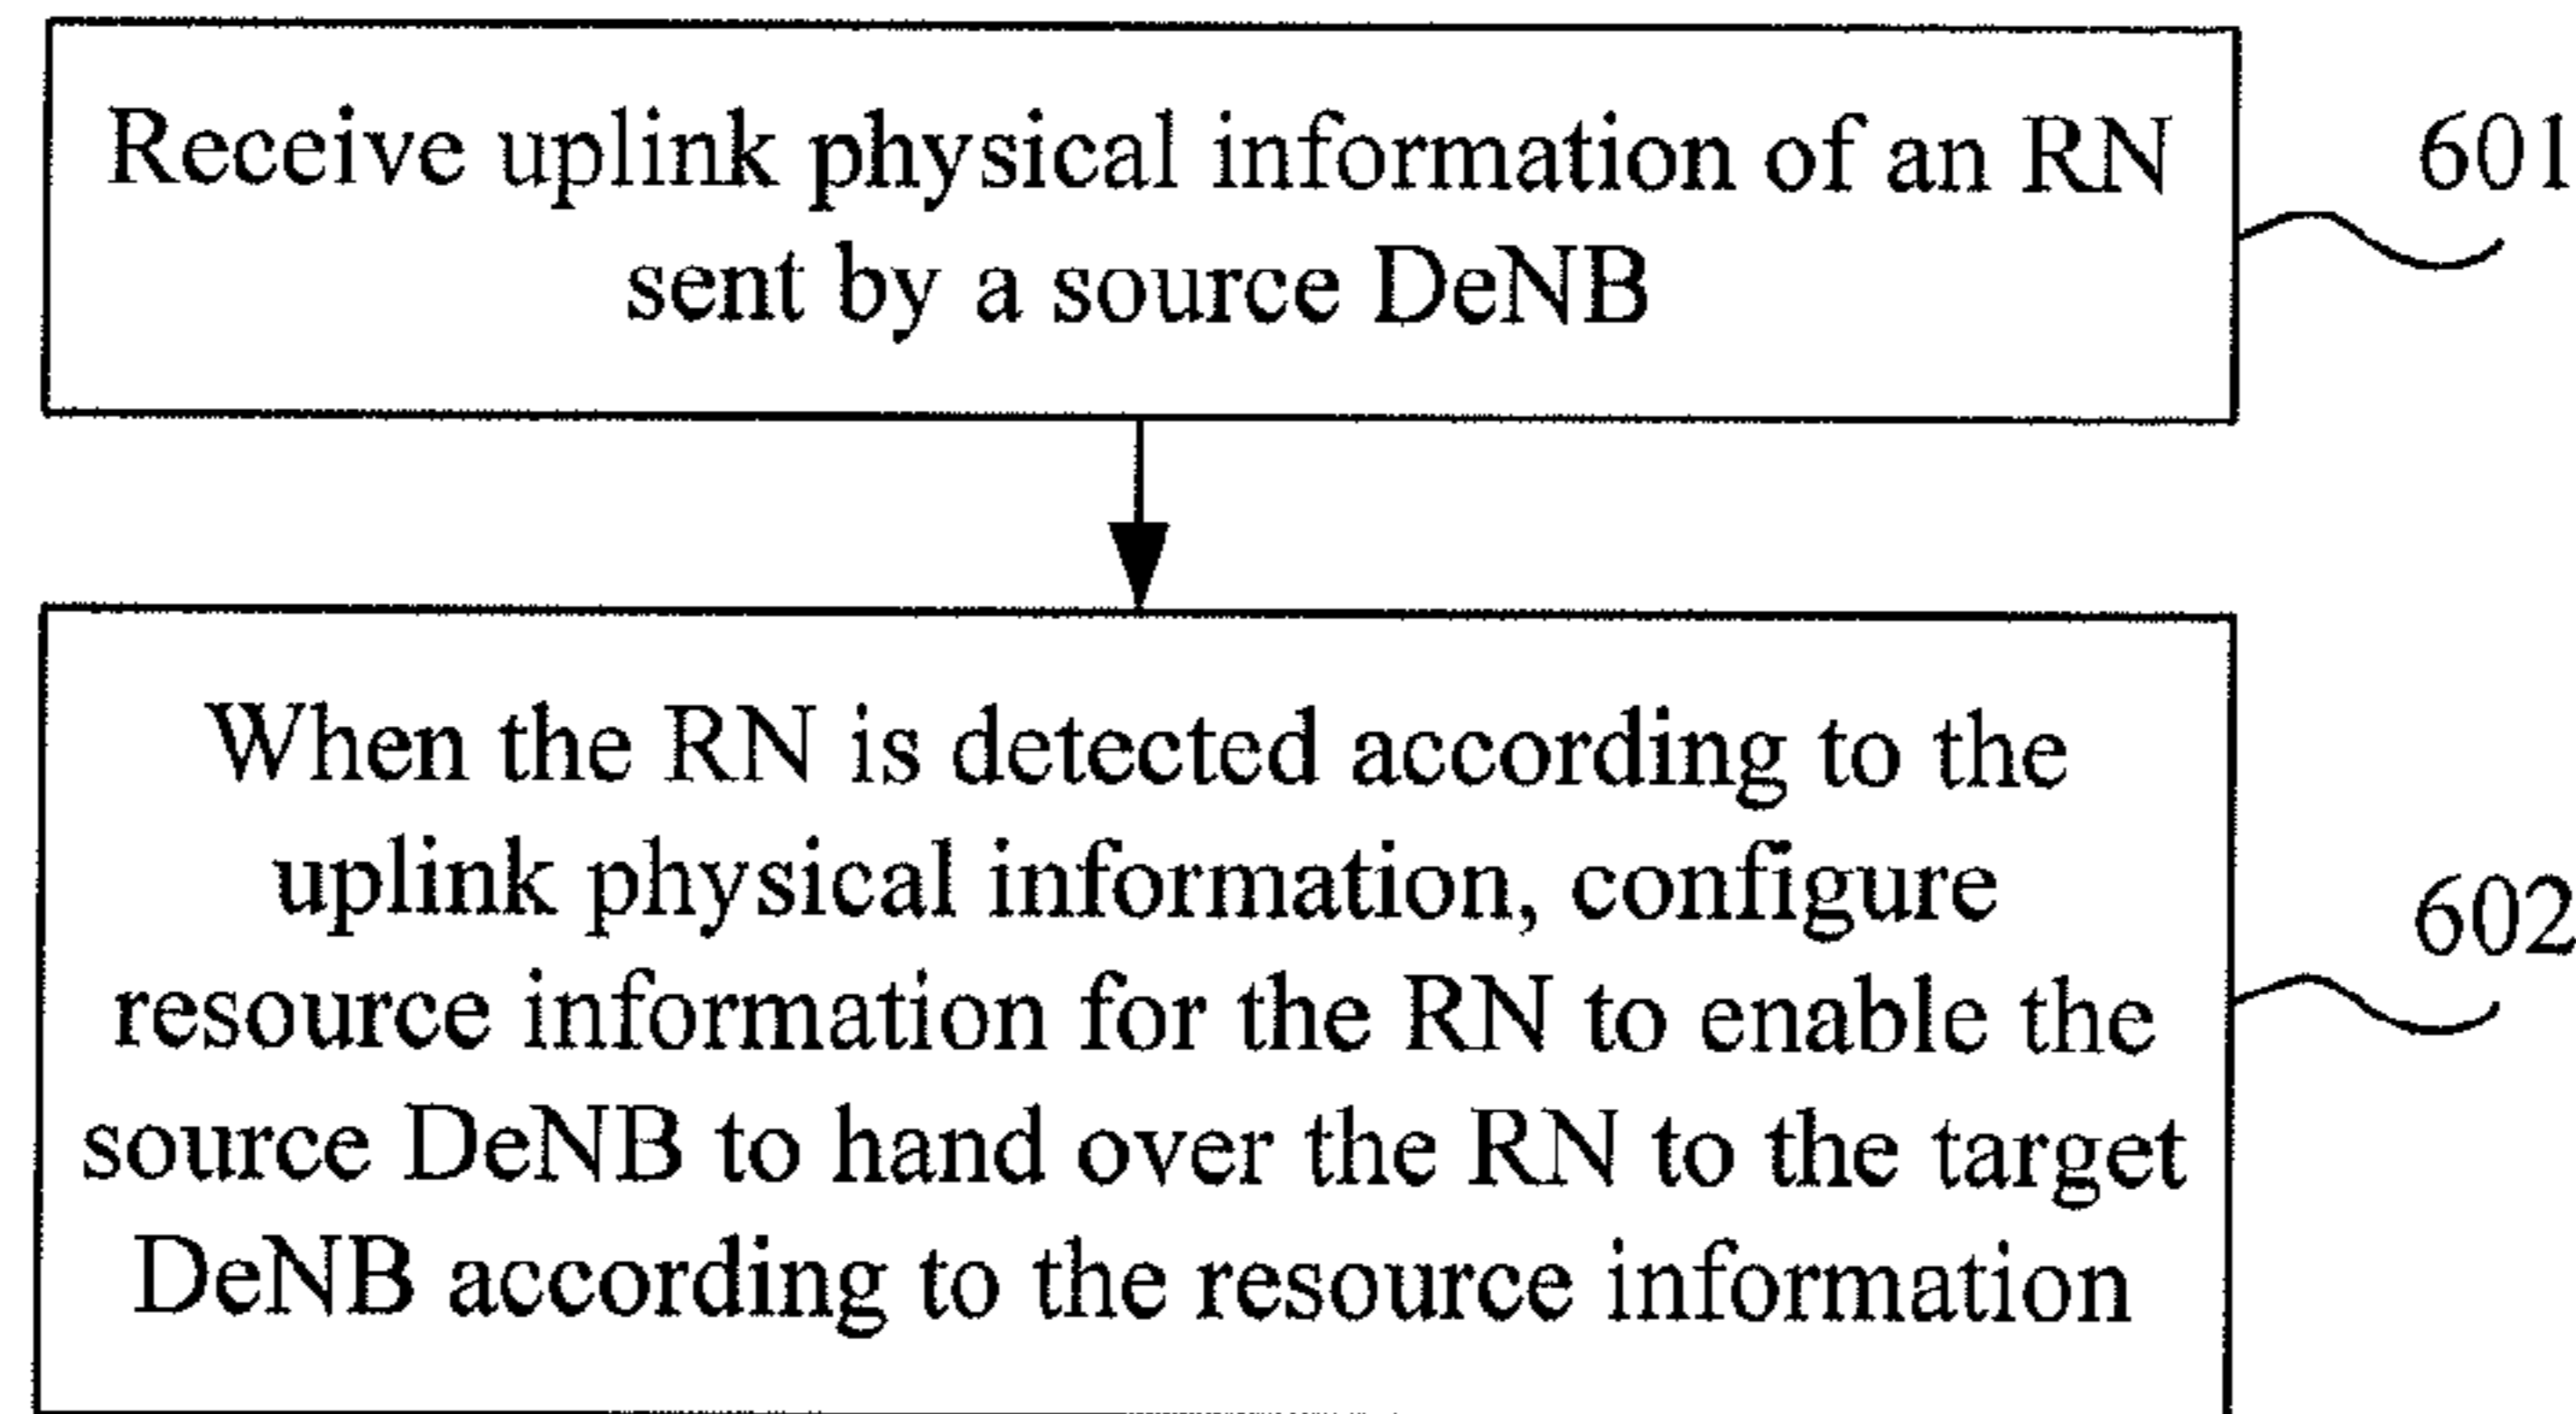 Receive uplink physical information of an RN
sent by a source DeNB
601
When the RN is detected according to the
uplink physical information, configure
resource information for the RN to enable the
source DeNB to hand over the RN to the target
DeNB according to the resource information
602